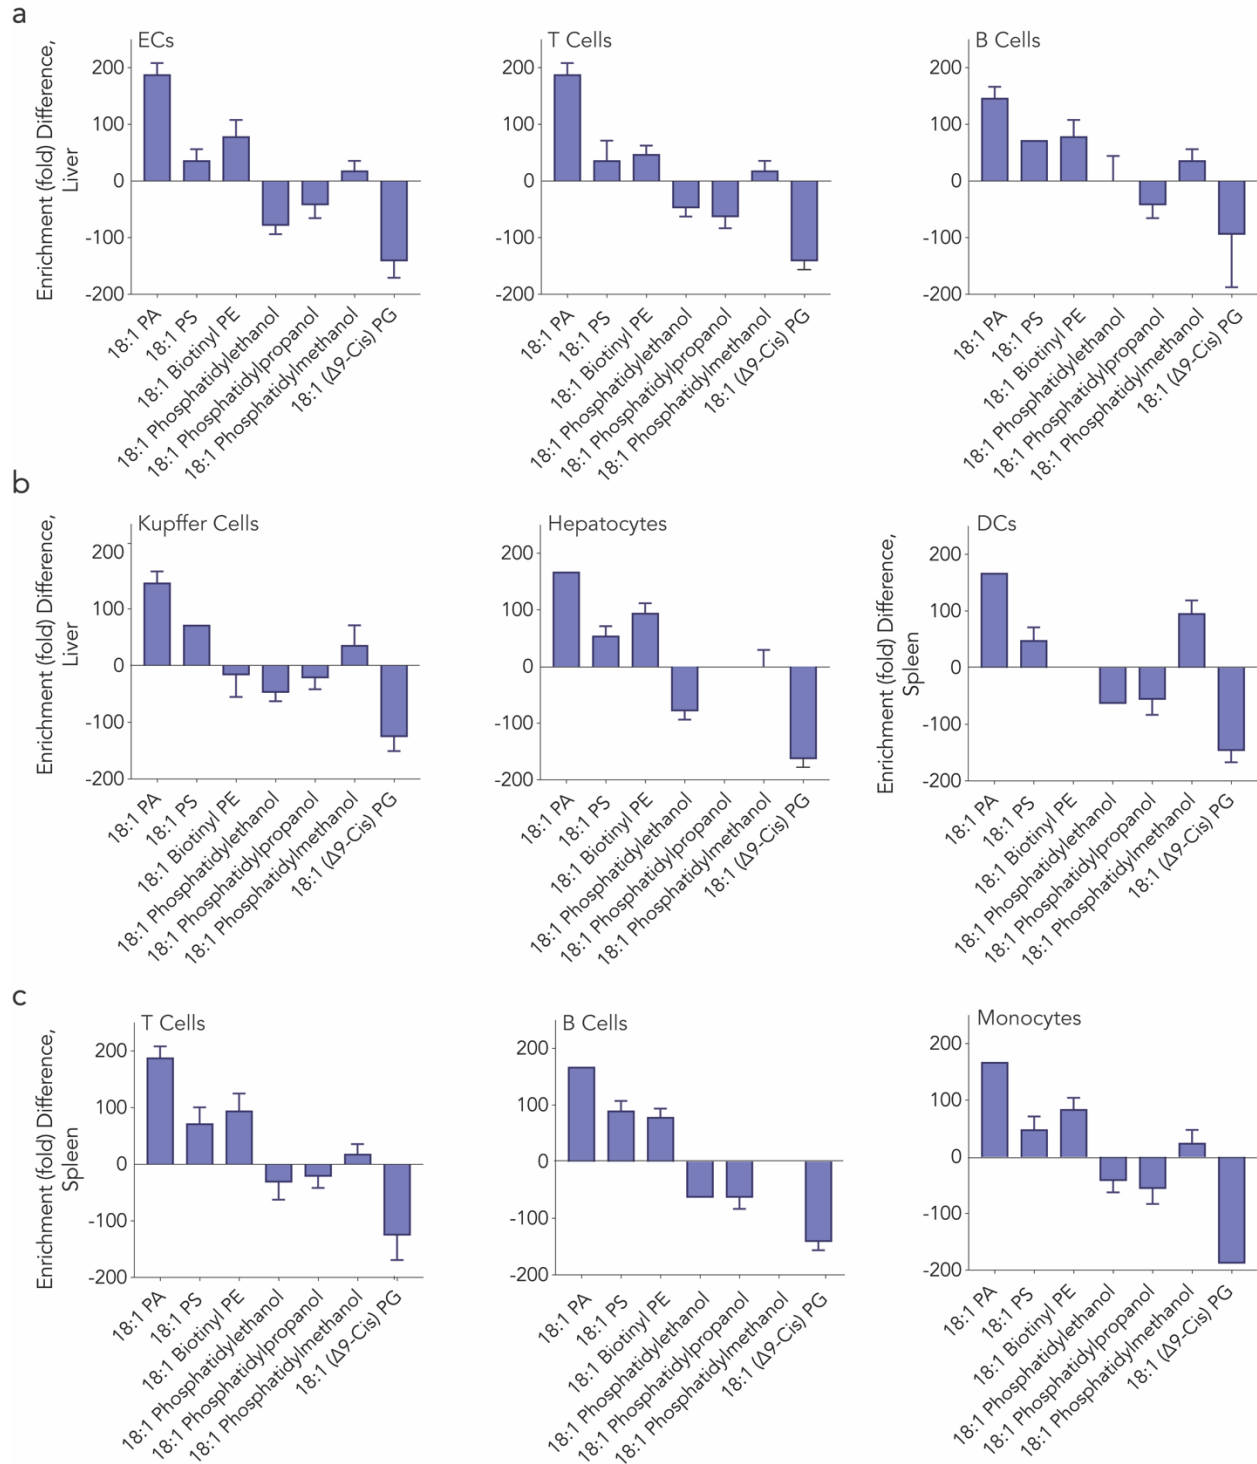 a
Enrichment (fold) Difference,
Liver
ECs
200
100
0
-100
-200
18:1 PA
18:1 PS
18:1 Biotinyl PE
18:1 Phosphatidylethanol
18:1 Phosphatidylpropanol
18:1 Phosphatidylmethanol
18:1 (Δ9-Cis) PG
T Cells
200
100
0
-100
-200
18:1 PA
18:1 PS
18:1 Biotinyl PE
18:1 Phosphatidylethanol
18:1 Phosphatidylpropanol
18:1 Phosphatidylmethanol
18:1 (Δ9-Cis) PG
B Cells
200
100
0
-100
-200
18:1 PA
18:1 PS
18:1 Biotinyl PE
18:1 Phosphatidylethanol
18:1 Phosphatidylpropanol
18:1 Phosphatidylmethanol
18:1 (Δ9-Cis) PG
b
Enrichment (fold) Difference,
Liver
Kupffer Cells
200
100
0
-100
-200
18:1 PA
18:1 PS
18:1 Biotinyl PE
18:1 Phosphatidylethanol
18:1 Phosphatidylpropanol
18:1 Phosphatidylmethanol
18:1 (Δ9-Cis) PG
Hepatocytes
200
100
0
-100
-200
18:1 PA
18:1 PS
18:1 Biotinyl PE
18:1 Phosphatidylethanol
18:1 Phosphatidylpropanol
18:1 Phosphatidylmethanol
18:1 (Δ9-Cis) PG
Enrichment (fold) Difference,
Spleen
DCs
200
100
0
-100
-200
18:1 PA
18:1 PS
18:1 Biotinyl PE
18:1 Phosphatidylethanol
18:1 Phosphatidylpropanol
18:1 Phosphatidylmethanol
18:1 (Δ9-Cis) PG
c
Enrichment (fold) Difference,
Spleen
T Cells
200
100
0
-100
-200
18:1 PA
18:1 PS
18:1 Biotinyl PE
18:1 Phosphatidylethanol
18:1 Phosphatidylpropanol
18:1 Phosphatidylmethanol
18:1 (Δ9-Cis) PG
B Cells
200
100
0
-100
-200
18:1 PA
18:1 PS
18:1 Biotinyl PE
18:1 Phosphatidylethanol
18:1 Phosphatidylpropanol
18:1 Phosphatidylmethanol
18:1 (Δ9-Cis) PG
Monocytes
200
100
0
-100
-200
18:1 PA
18:1 PS
18:1 Biotinyl PE
18:1 Phosphatidylethanol
18:1 Phosphatidylpropanol
18:1 Phosphatidylmethanol
18:1 (Δ9-Cis) PG